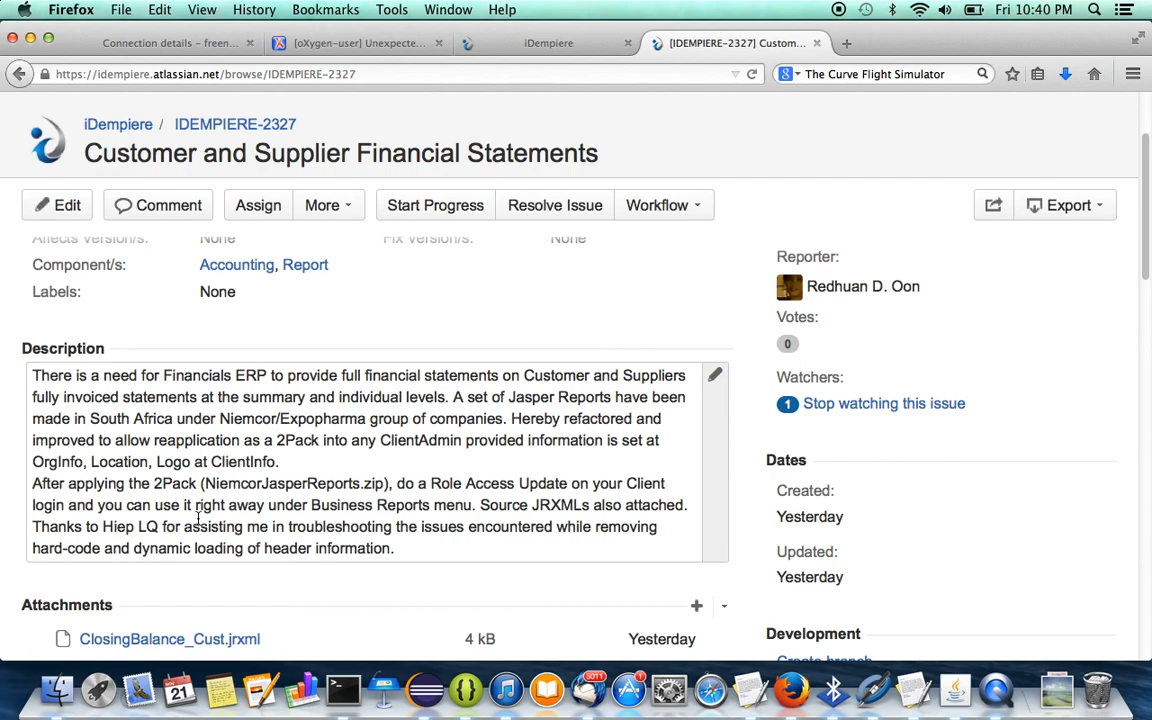 Firefox File Edit View History Bookmarks Tools Window Help Fri 10:40 PM
Connection details - freen... × [oXygen-user] Unexpecte... × iDempiere × [IDEMPIERE-2327] Custom... ×
https://idempiere.atlassian.net/browse/IDEMPIERE-2327 The Curve Flight Simulator
iDempiere / IDEMPIERE-2327
Customer and Supplier Financial Statements
Edit Comment Assign More Start Progress Resolve Issue Workflow Export
Affects Version/s: None Fix Version/s: None
Component/s: Accounting, Report
Labels: None
Description
There is a need for Financials ERP to provide full financial statements on Customer and Suppliers
fully invoiced statements at the summary and individual levels. A set of Jasper Reports have been
made in South Africa under Niemcor/Expopharma group of companies. Hereby refactored and
improved to allow reapplication as a 2Pack into any ClientAdmin provided information is set at
OrgInfo, Location, Logo at ClientInfo.
After applying the 2Pack (NiemcorJasperReports.zip), do a Role Access Update on your Client
login and you can use it right away under Business Reports menu. Source JRXMLs also attached.
Thanks to Hiep LQ for assisting me in troubleshooting the issues encountered while removing
hard-code and dynamic loading of header information.
Attachments
ClosingBalance_Cust.jrxml 4 kB Yesterday
Reporter:
Redhuan D. Oon
Votes:
0
Watchers:
1 Stop watching this issue
Dates
Created:
Yesterday
Updated:
Yesterday
Development
Create branch
NOV
21
5011
1